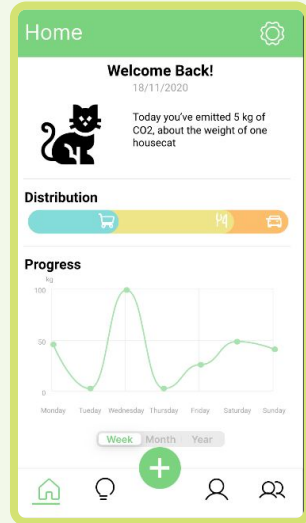 Home
Welcome Back!
18/11/2020
Today you've emitted 5 kg of
CO2, about the weight of one
housecat
Distribution
Progress
kg
100
50
0
Monday Tueday Wednesday Thursday Friday Saturday Sunday
Week Month Year
+